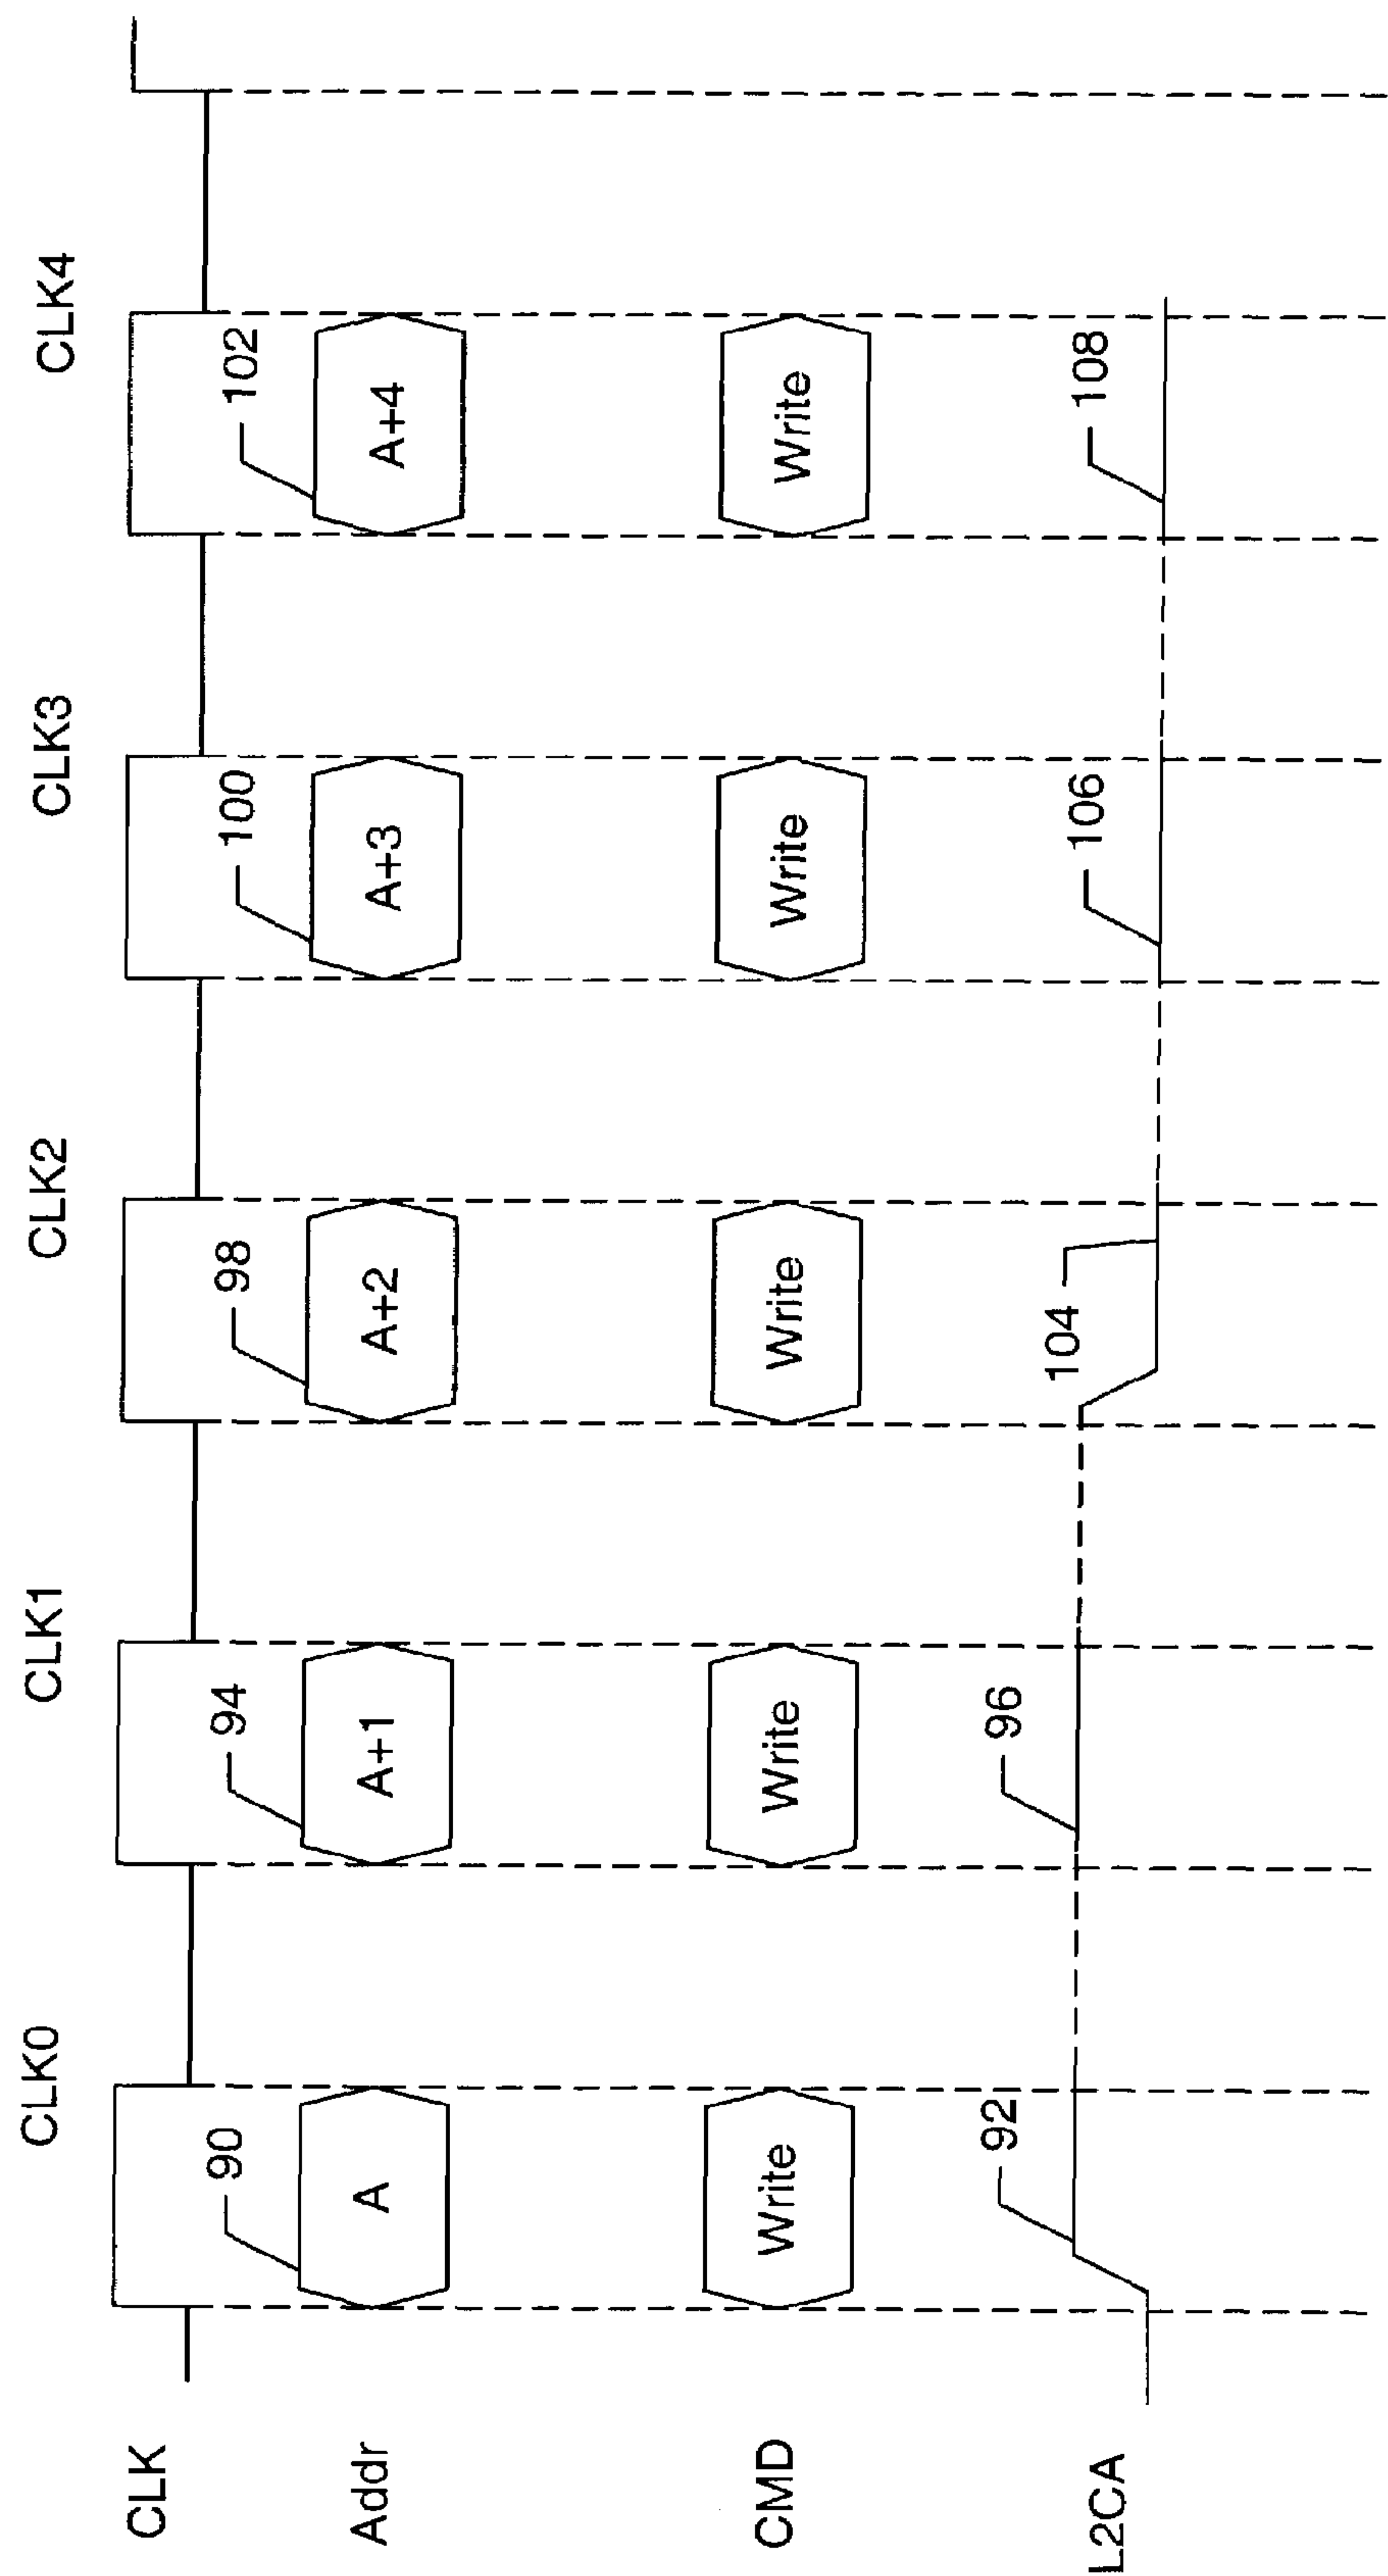 CLK0 CLK1 CLK2 CLK3 CLK4
CLK
90 94 98 100 102
Addr A A+1 A+2 A+3 A+4
CMD Write Write Write Write Write
92 96 104 106 108
L2CA